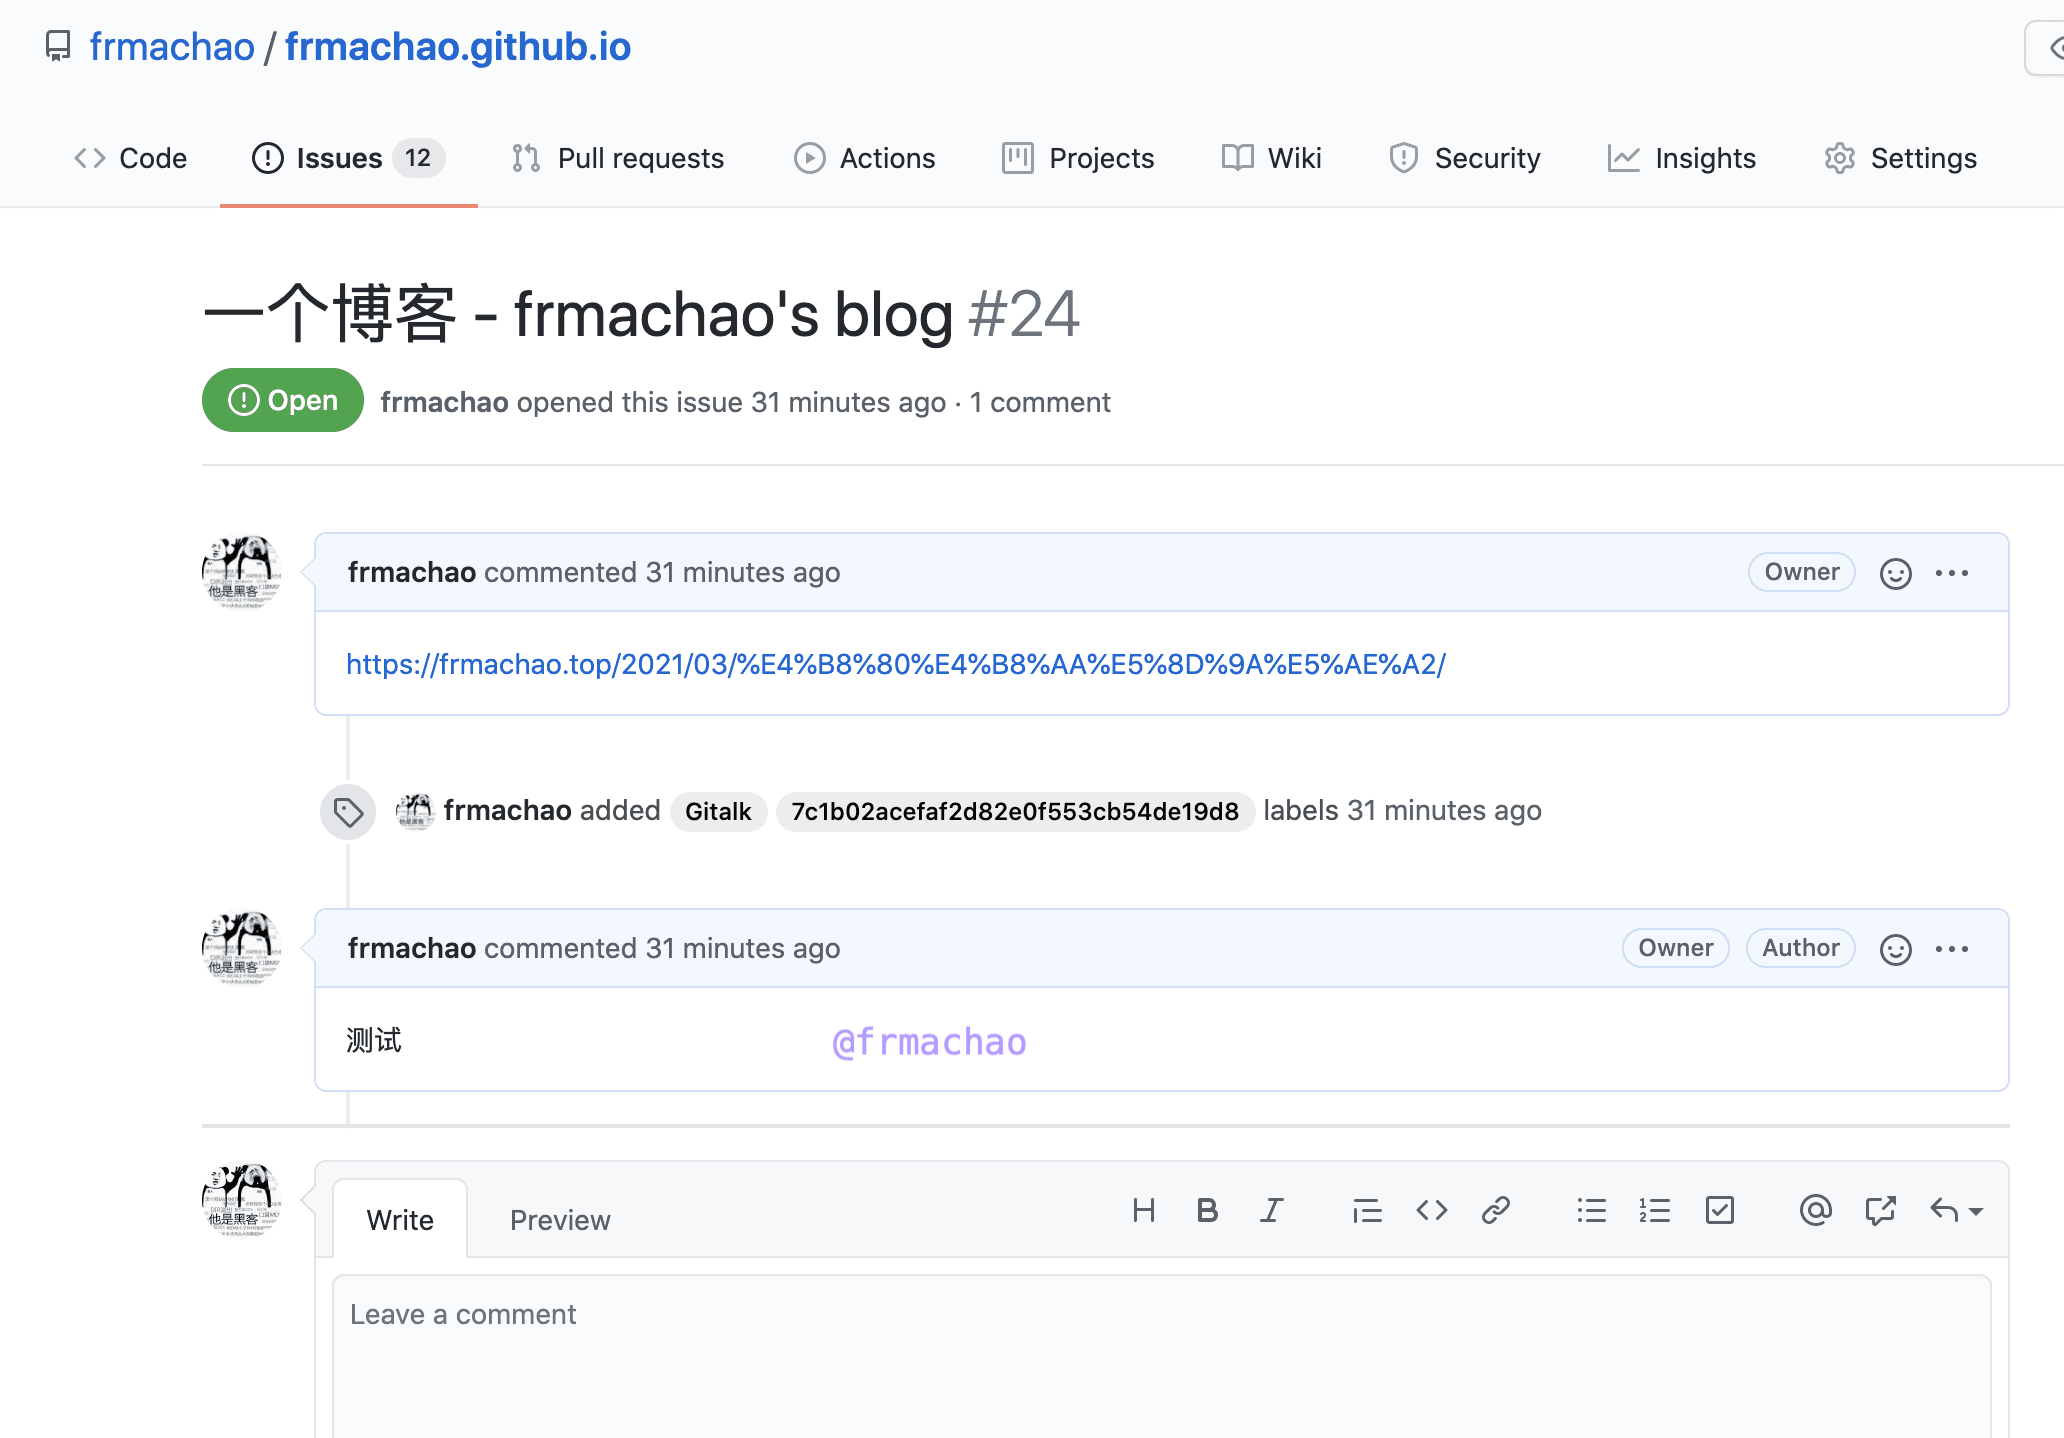 frmachao / frmachao.github.io
Code Issues 12 Pull requests Actions Projects Wiki Security Insights Settings
一个博客 - frmachao's blog #24
Open frmachao opened this issue 31 minutes ago · 1 comment
frmachao commented 31 minutes ago Owner
https://frmachao.top/2021/03/%E4%B8%80%E4%B8%AA%E5%8D%9A%E5%AE%A2/
frmachao added Gitalk 7c1b02acefaf2d82e0f553cb54de19d8 labels 31 minutes ago
frmachao commented 31 minutes ago Owner Author
他是黑客
测试 @frmachao
Write Preview
Leave a comment